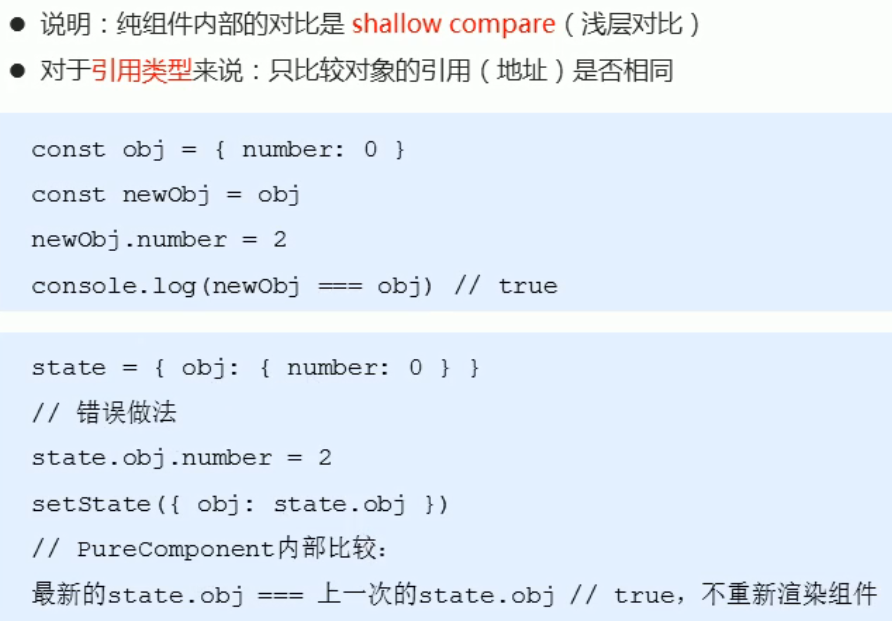 ● 说明：纯组件内部的对比是 shallow compare（浅层对比）
● 对于引用类型来说：只比较对象的引用（地址）是否相同
const obj = { number: 0 }
const newObj = obj
newObj.number = 2
console.log(newObj === obj) // true
state = { obj: { number: 0 } }
// 错误做法
state.obj.number = 2
setState({ obj: state.obj })
// PureComponent内部比较：
最新的state.obj === 上一次的state.obj // true，不重新渲染组件